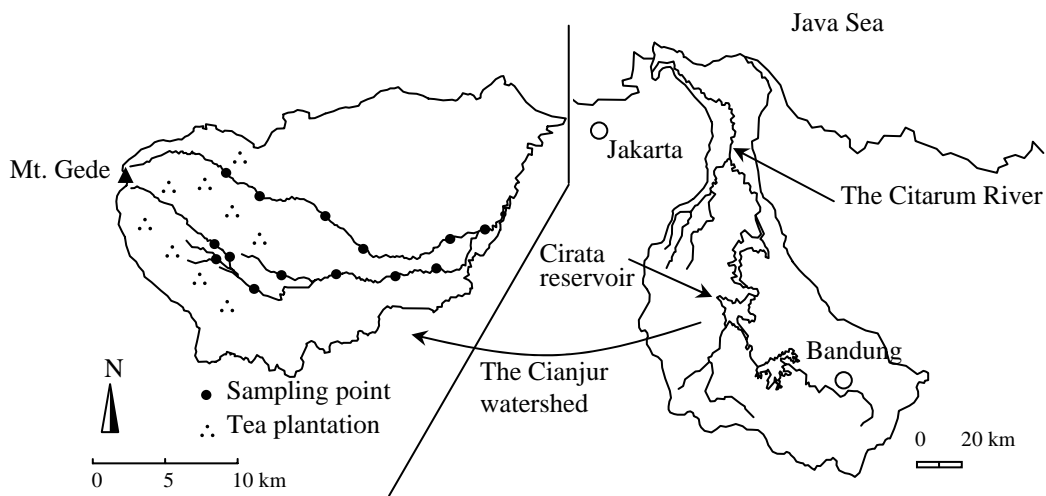 Java Sea
Mt. Gede
Jakarta
The Citarum River
Cirata
reservoir
Bandung
N
Sampling point
Tea plantation
The Cianjur
watershed
0 5 10 km
0 20 km